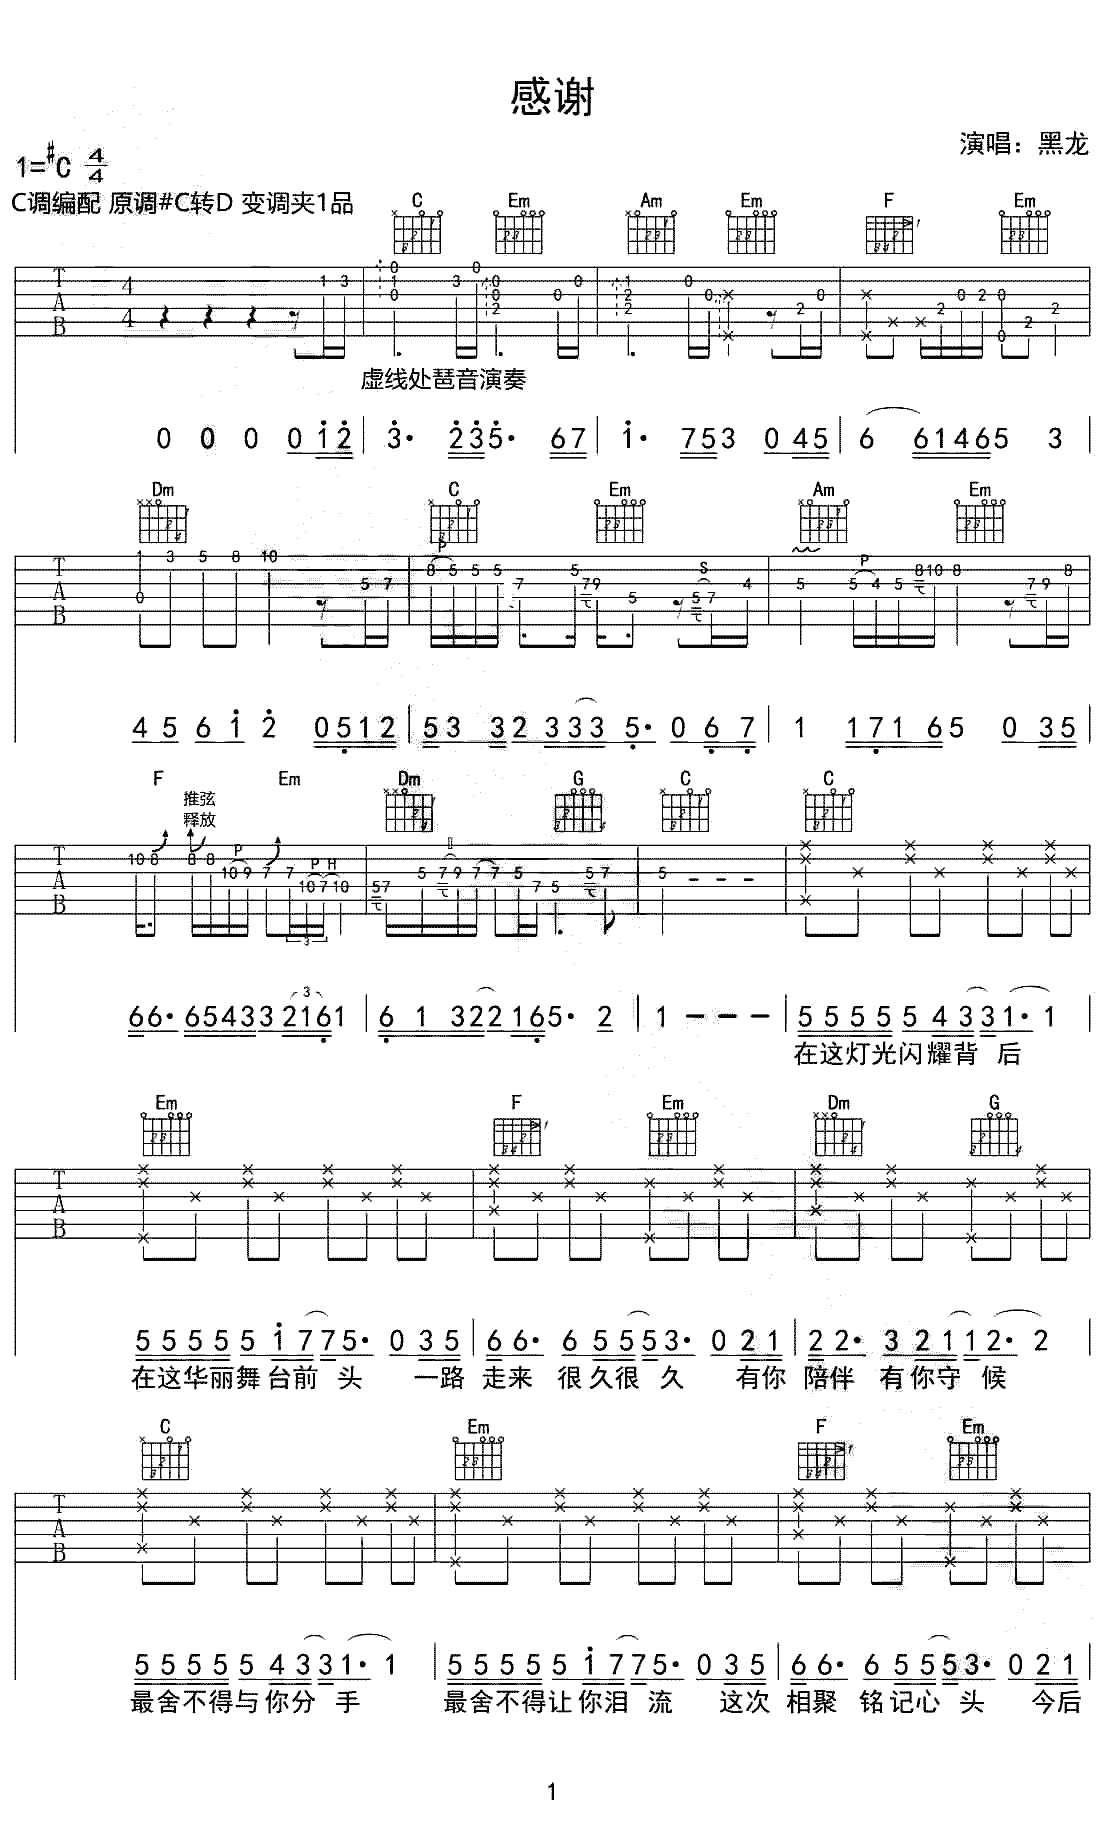 感谢
演唱：黑龙
1=#C 4/4
C调编配 原调#C转D 变调夹1品
C Em Am Em F Em
虚线处琶音演奏
0 0 0 0 1 2 3· 2 3 5· 6 7 1· 7 5 3 0 4 5 6 6 1 4 6 5 3
Dm C Em Am Em
P S P
4 5 6 1 2 0 5 1 2 5 3 3 2 3 3 3 5· 0 6 7 1 1 7 1 6 5 0 3 5
F Em Dm G C C
推弦
释放
P P H
6 6· 6 5 4 3 3 2 1 6 1 6 1 3 2 2 1 6 5· 2 1 - - - 5 5 5 5 5 4 3 3 1· 1
在这灯光闪耀背后
Em F Em Dm G
5 5 5 5 5 1 7 7 5· 0 3 5 6 6· 6 5 5 5 3· 0 2 1 2 2· 3 2 1 1 2· 2
在这华丽舞台前头 一路走来很久很久 有你陪伴有你守候
C Em F Em
5 5 5 5 5 4 3 3 1· 1 5 5 5 5 5 1 7 7 5· 0 3 5 6 6· 6 5 5 5 3· 0 2 1
最舍不得与你分手 最舍不得让你泪流 这次相聚铭记心头 今后
1